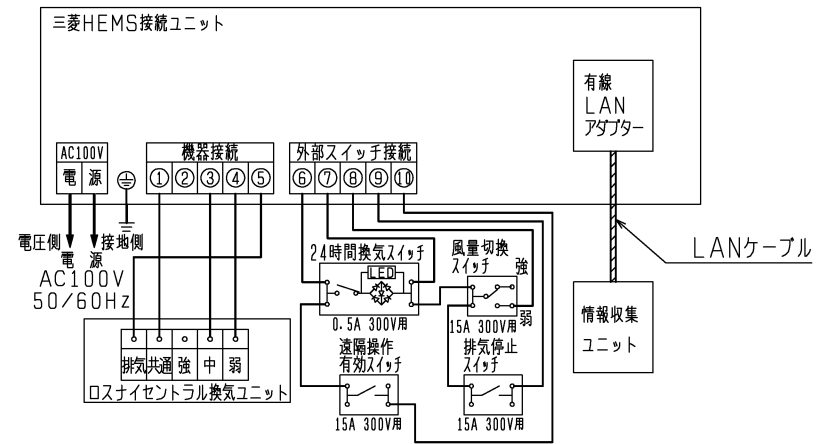 三菱HEMS接続ユニット
有線
LAN
アダプター
AC100V
電 源
機器接続
① ② ③ ④ ⑤
外部スイッチ接続
⑥ ⑦ ⑧ ⑨ ⑩
電圧側 接地側
電 源
AC100V
50/60Hz
24時間換気スイッチ
LED
0.5A 300V用
風量切換
スイッチ
強
弱
15A 300V用
LANケーブル
情報収集
ユニット
排気 共通 強 中 弱
ロスナイセントラル換気ユニット
遠隔操作
有効スイッチ
15A 300V用
排気停止
スイッチ
15A 300V用